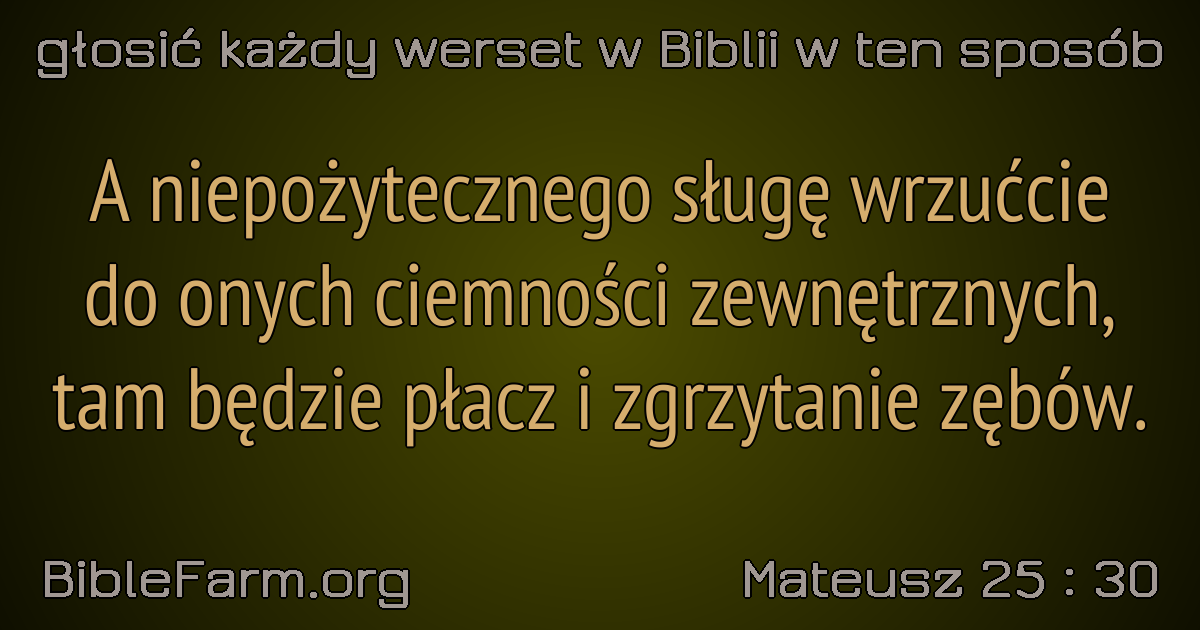 głosić każdy werset w Biblii w ten sposób
A niepożytecznego sługę wrzućcie
do onych ciemności zewnętrznych,
tam będzie płacz i zgrzytanie zębów.
BibleFarm.org
Mateusz 25 : 30